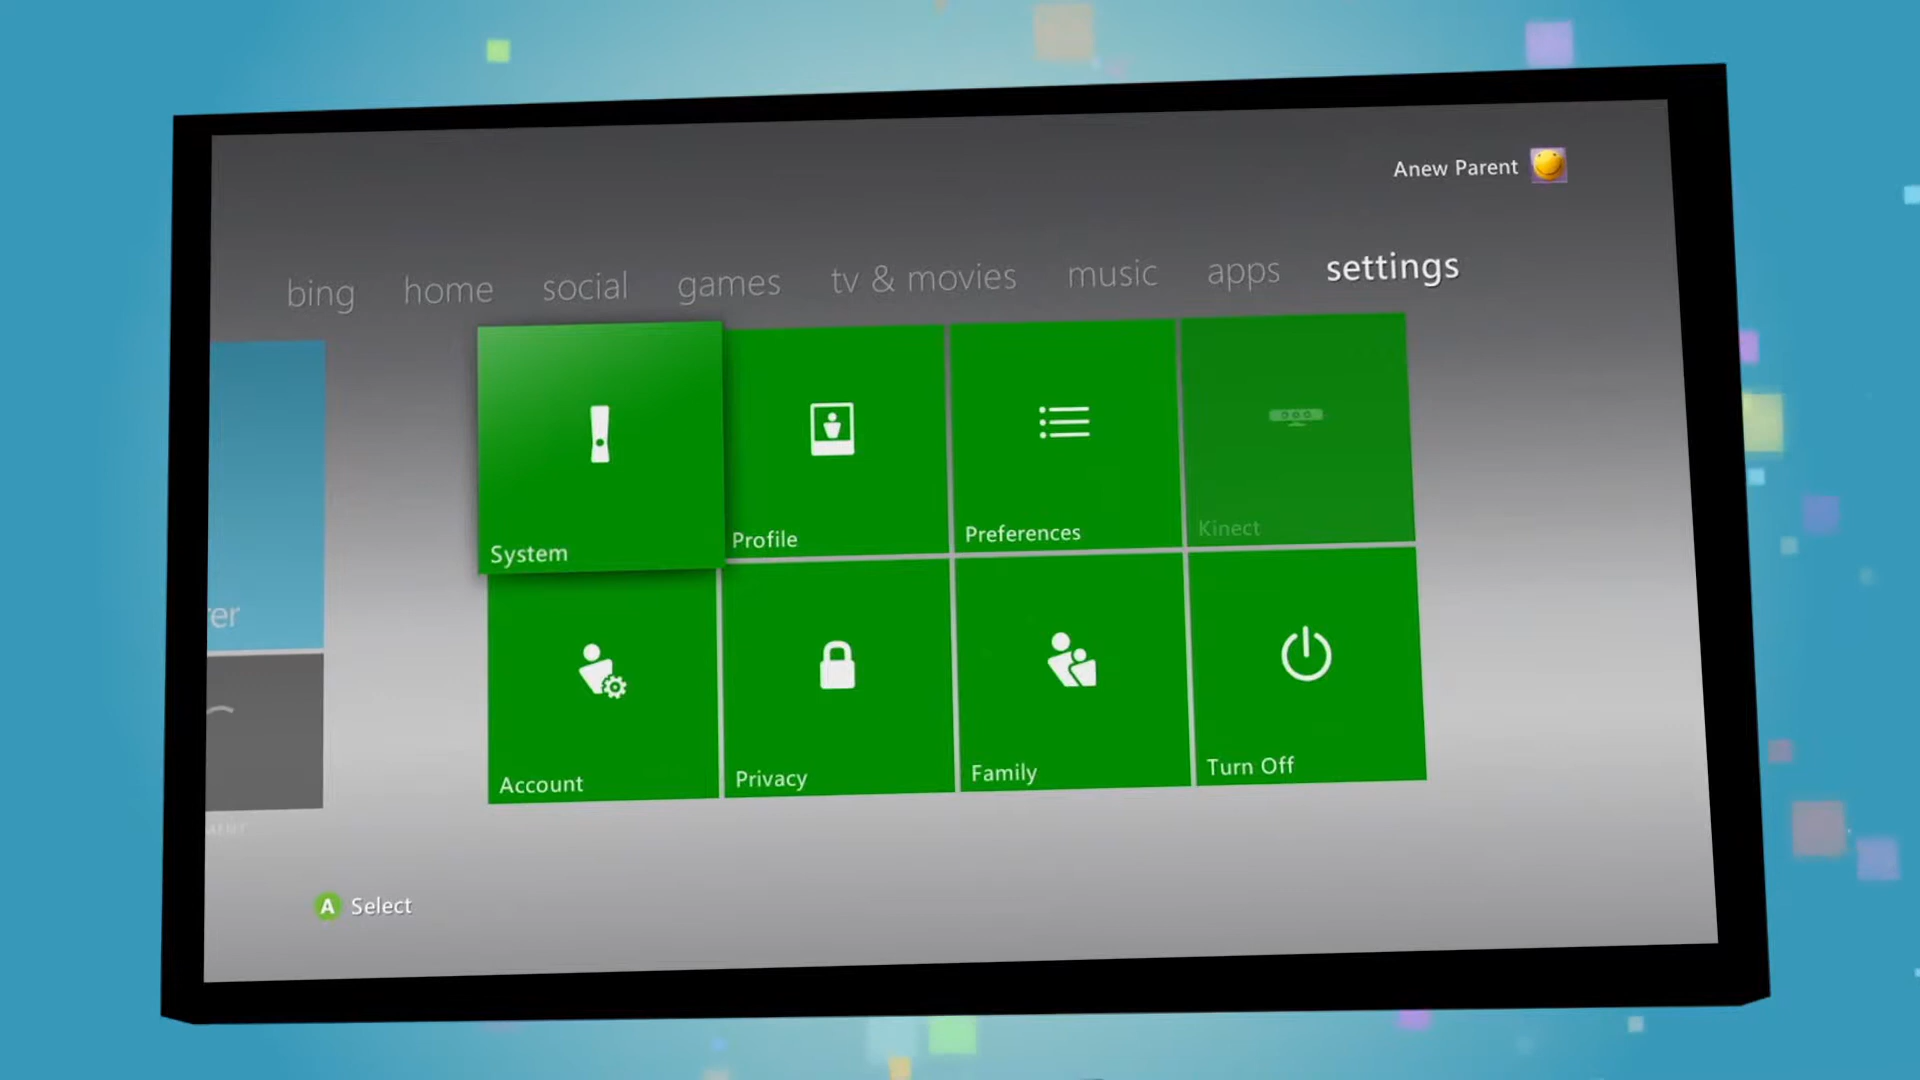 Anew Parent
bing home social games tv & movies music apps settings
System
Profile
Preferences
Kinect
rer
Account
Privacy
Family
Turn Off
A Select